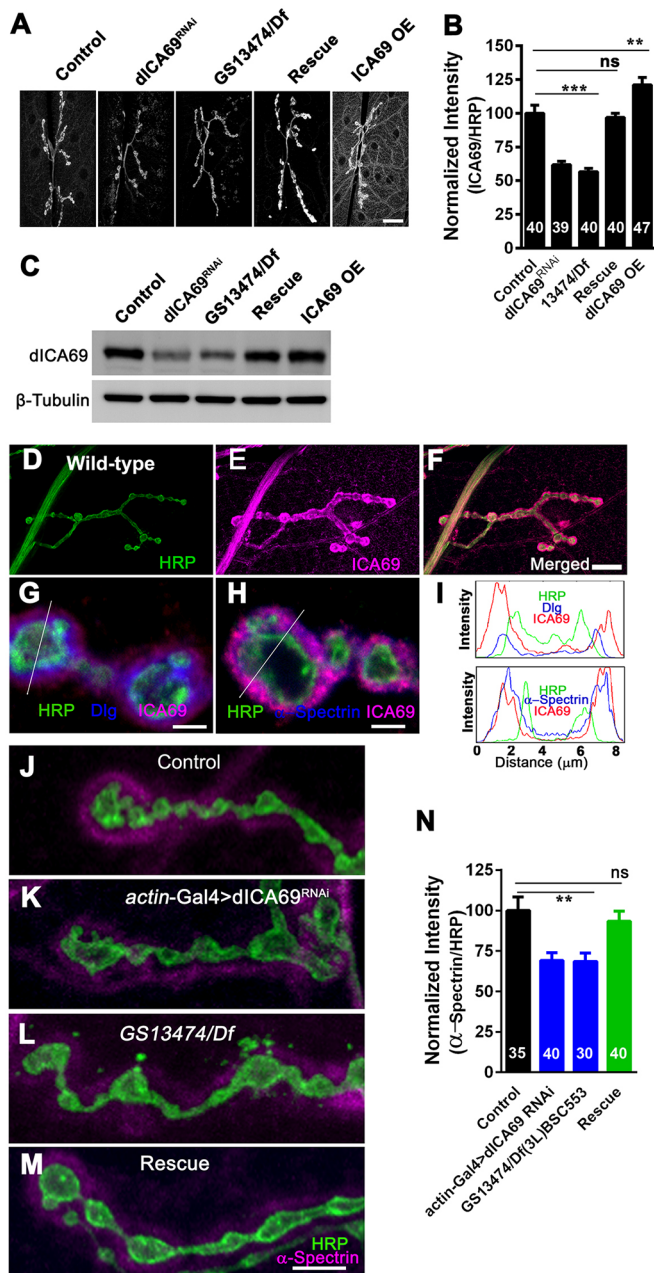 A
Control
dICA69RNAi
GS13474/Df
Rescue
ICA69 OE
B
Normalized Intensity
(ICA69/HRP)
150
125
100
75
50
25
0
**
ns
***
40
39
40
40
47
Control
dICA69RNAi
13474/Df
Rescue
dICA69 OE
C
Control
dICA69RNAi
GS13474/Df
Rescue
ICA69 OE
dICA69
β-Tubulin
D
Wild-type
HRP
E
ICA69
F
Merged
G
HRP
Dlg
ICA69
H
HRP
α-Spectrin
ICA69
I
Intensity
HRP
Dlg
ICA69
Intensity
HRP
α-Spectrin
ICA69
0 2 4 6 8
Distance (μm)
J
Control
K
actin-Gal4>dICA69RNAi
L
GS13474/Df
M
Rescue
HRP
α-Spectrin
N
Normalized Intensity
(α-Spectrin/HRP)
125
100
75
50
25
0
ns
**
35
40
30
40
Control
actin-Gal4>dICA69 RNAi
GS13474/Df(3L)BSC553
Rescue